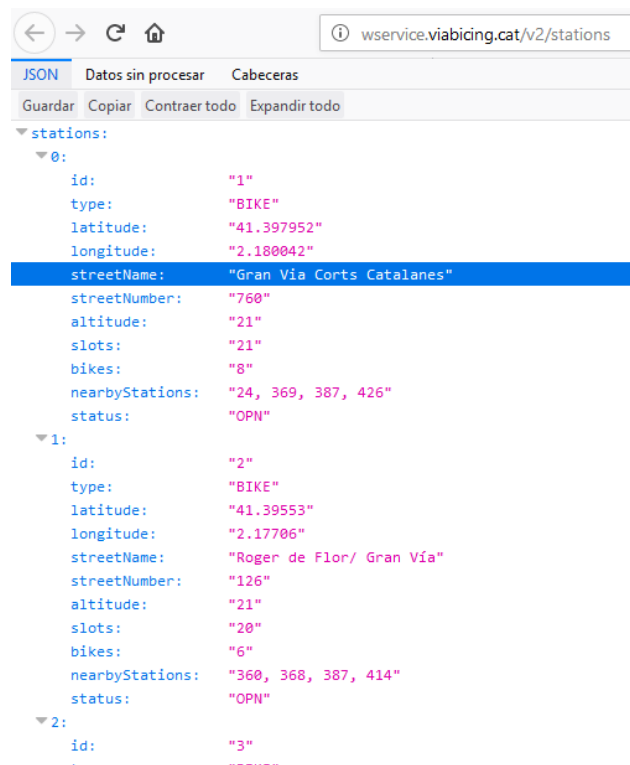 wservice.viabicing.cat/v2/stations
JSON Datos sin procesar Cabeceras
Guardar Copiar Contraer todo Expandir todo
stations:
0:
id: "1"
type: "BIKE"
latitude: "41.397952"
longitude: "2.180042"
streetName: "Gran Via Corts Catalanes"
streetNumber: "760"
altitude: "21"
slots: "21"
bikes: "8"
nearbyStations: "24, 369, 387, 426"
status: "OPN"
1:
id: "2"
type: "BIKE"
latitude: "41.39553"
longitude: "2.17706"
streetName: "Roger de Flor/ Gran Vía"
streetNumber: "126"
altitude: "21"
slots: "20"
bikes: "6"
nearbyStations: "360, 368, 387, 414"
status: "OPN"
2:
id: "3"